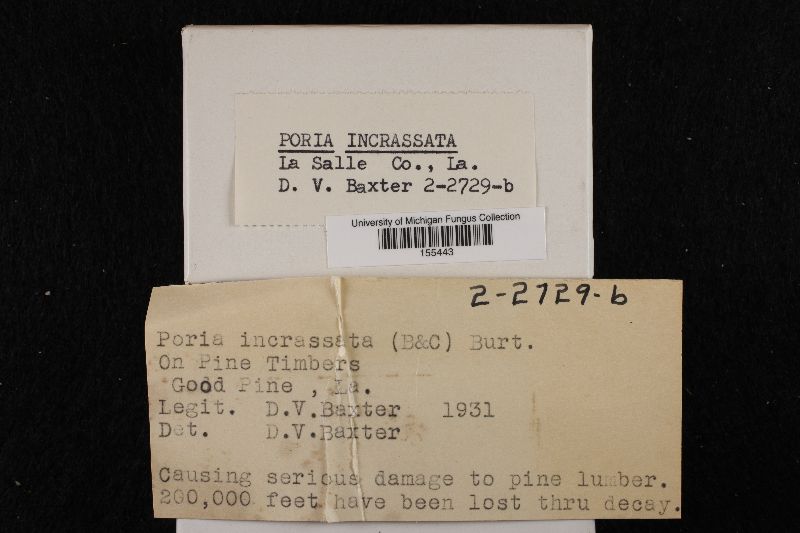 PORIA INCRASSATA
La Salle Co., La.
D. V. Baxter 2-2729-b
University of Michigan Fungus Collection
155443
2-2729-b
Poria incrassata (B&C) Burt.
On Pine Timbers
Good Pine , La.
Legit. D.V.Baxter 1931
Det. D.V.Baxter
Causing serious damage to pine lumber.
200,000 feet have been lost thru decay.